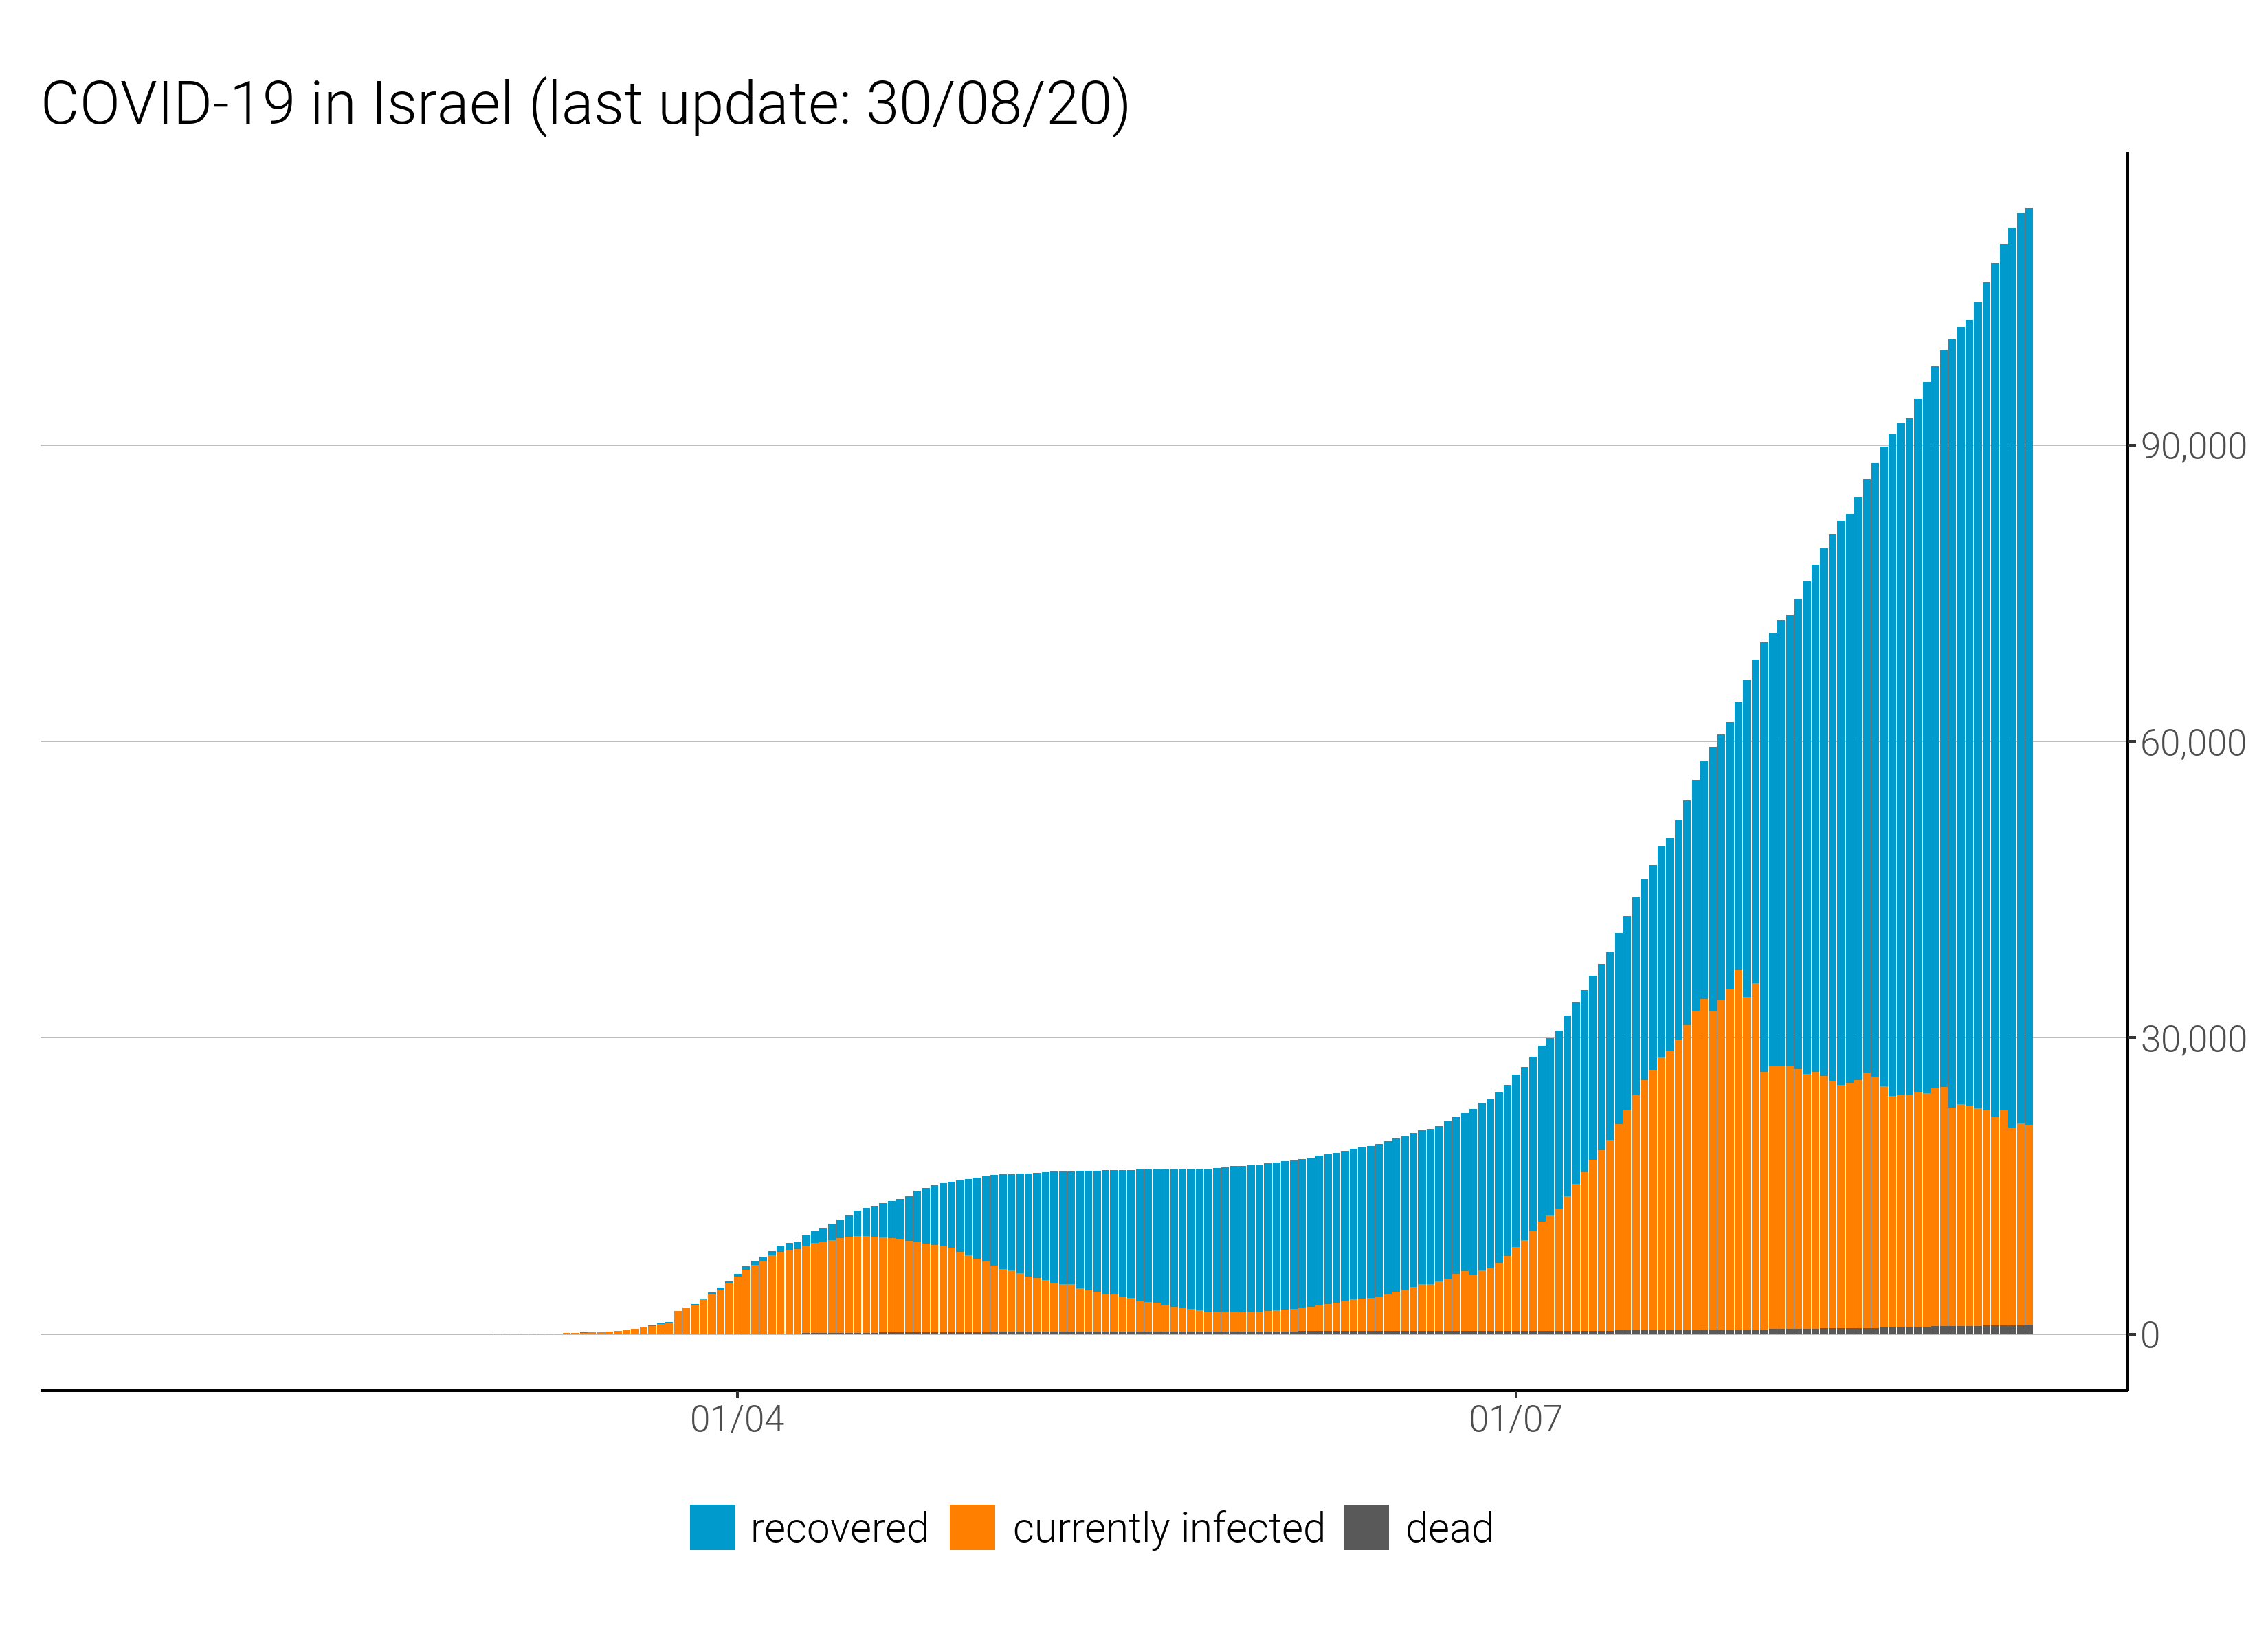 COVID-19 in Israel (last update: 30/08/20)
90,000
60,000
30,000
0
01/04 01/07
recovered currently infected dead